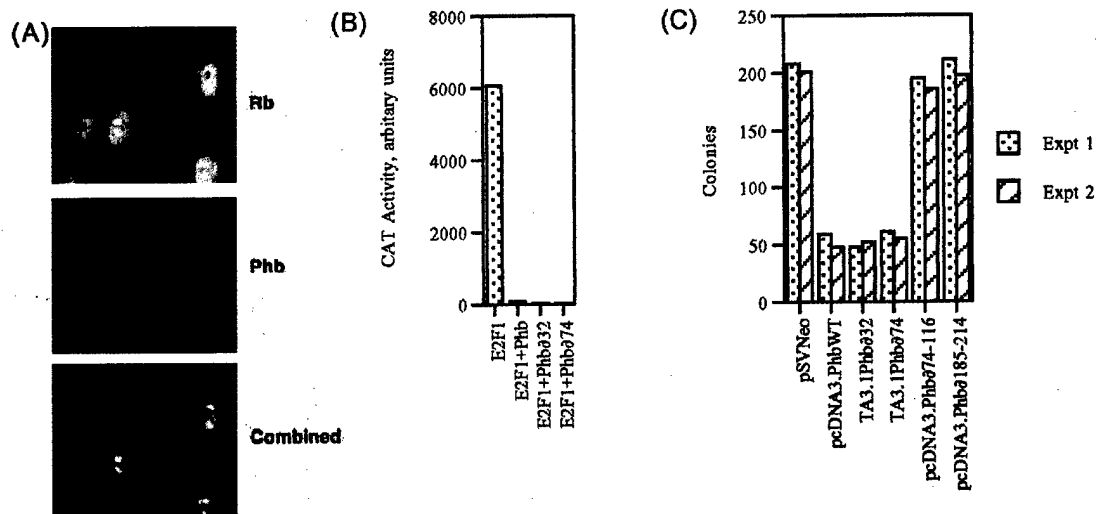 (A)
Rb
Phb
Combined
(B)
CAT Activity, arbitary units
8000
6000
4000
2000
0
E2F1
E2F1+Phb
E2F1+Phb∂32
E2F1+Phb∂74
(C)
Colonies
250
200
150
100
50
0
pSVNeo
pcDNA3.PhbWT
TA3.1Phb∂32
TA3.1Phb∂74
pcDNA3.Phb∂74-116
pcDNA3.Phb∂185-214
Expt 1
Expt 2